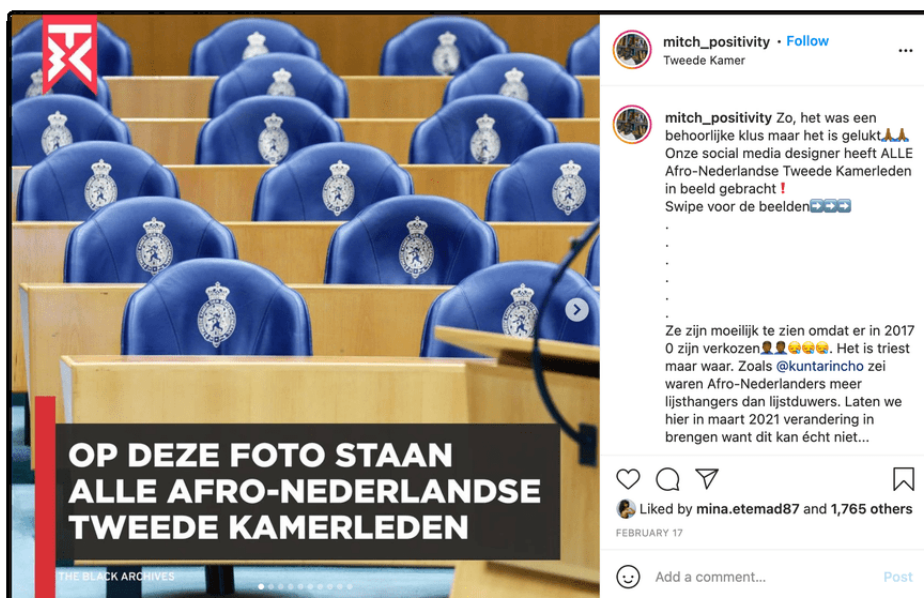 OP DEZE FOTO STAAN
ALLE AFRO-NEDERLANDSE
TWEEDE KAMERLEDEN
THE BLACK ARCHIVES
mitch_positivity • Follow
Tweede Kamer
mitch_positivity Zo, het was een
behoorlijke klus maar het is gelukt🙏🏾🙏🏾
Onze social media designer heeft ALLE
Afro-Nederlandse Tweede Kamerleden
in beeld gebracht❗
Swipe voor de beelden➡️➡️➡️
.
.
.
.
.
.
Ze zijn moeilijk te zien omdat er in 2017
0 zijn verkozen👤👤😪😪😪. Het is triest
maar waar. Zoals @kuntarincho zei
waren Afro-Nederlanders meer
lijsthangers dan lijstduwers. Laten we
hier in maart 2021 verandering in
brengen want dit kan écht niet...
Liked by mina.etemad87 and 1,765 others
FEBRUARY 17
Add a comment... Post